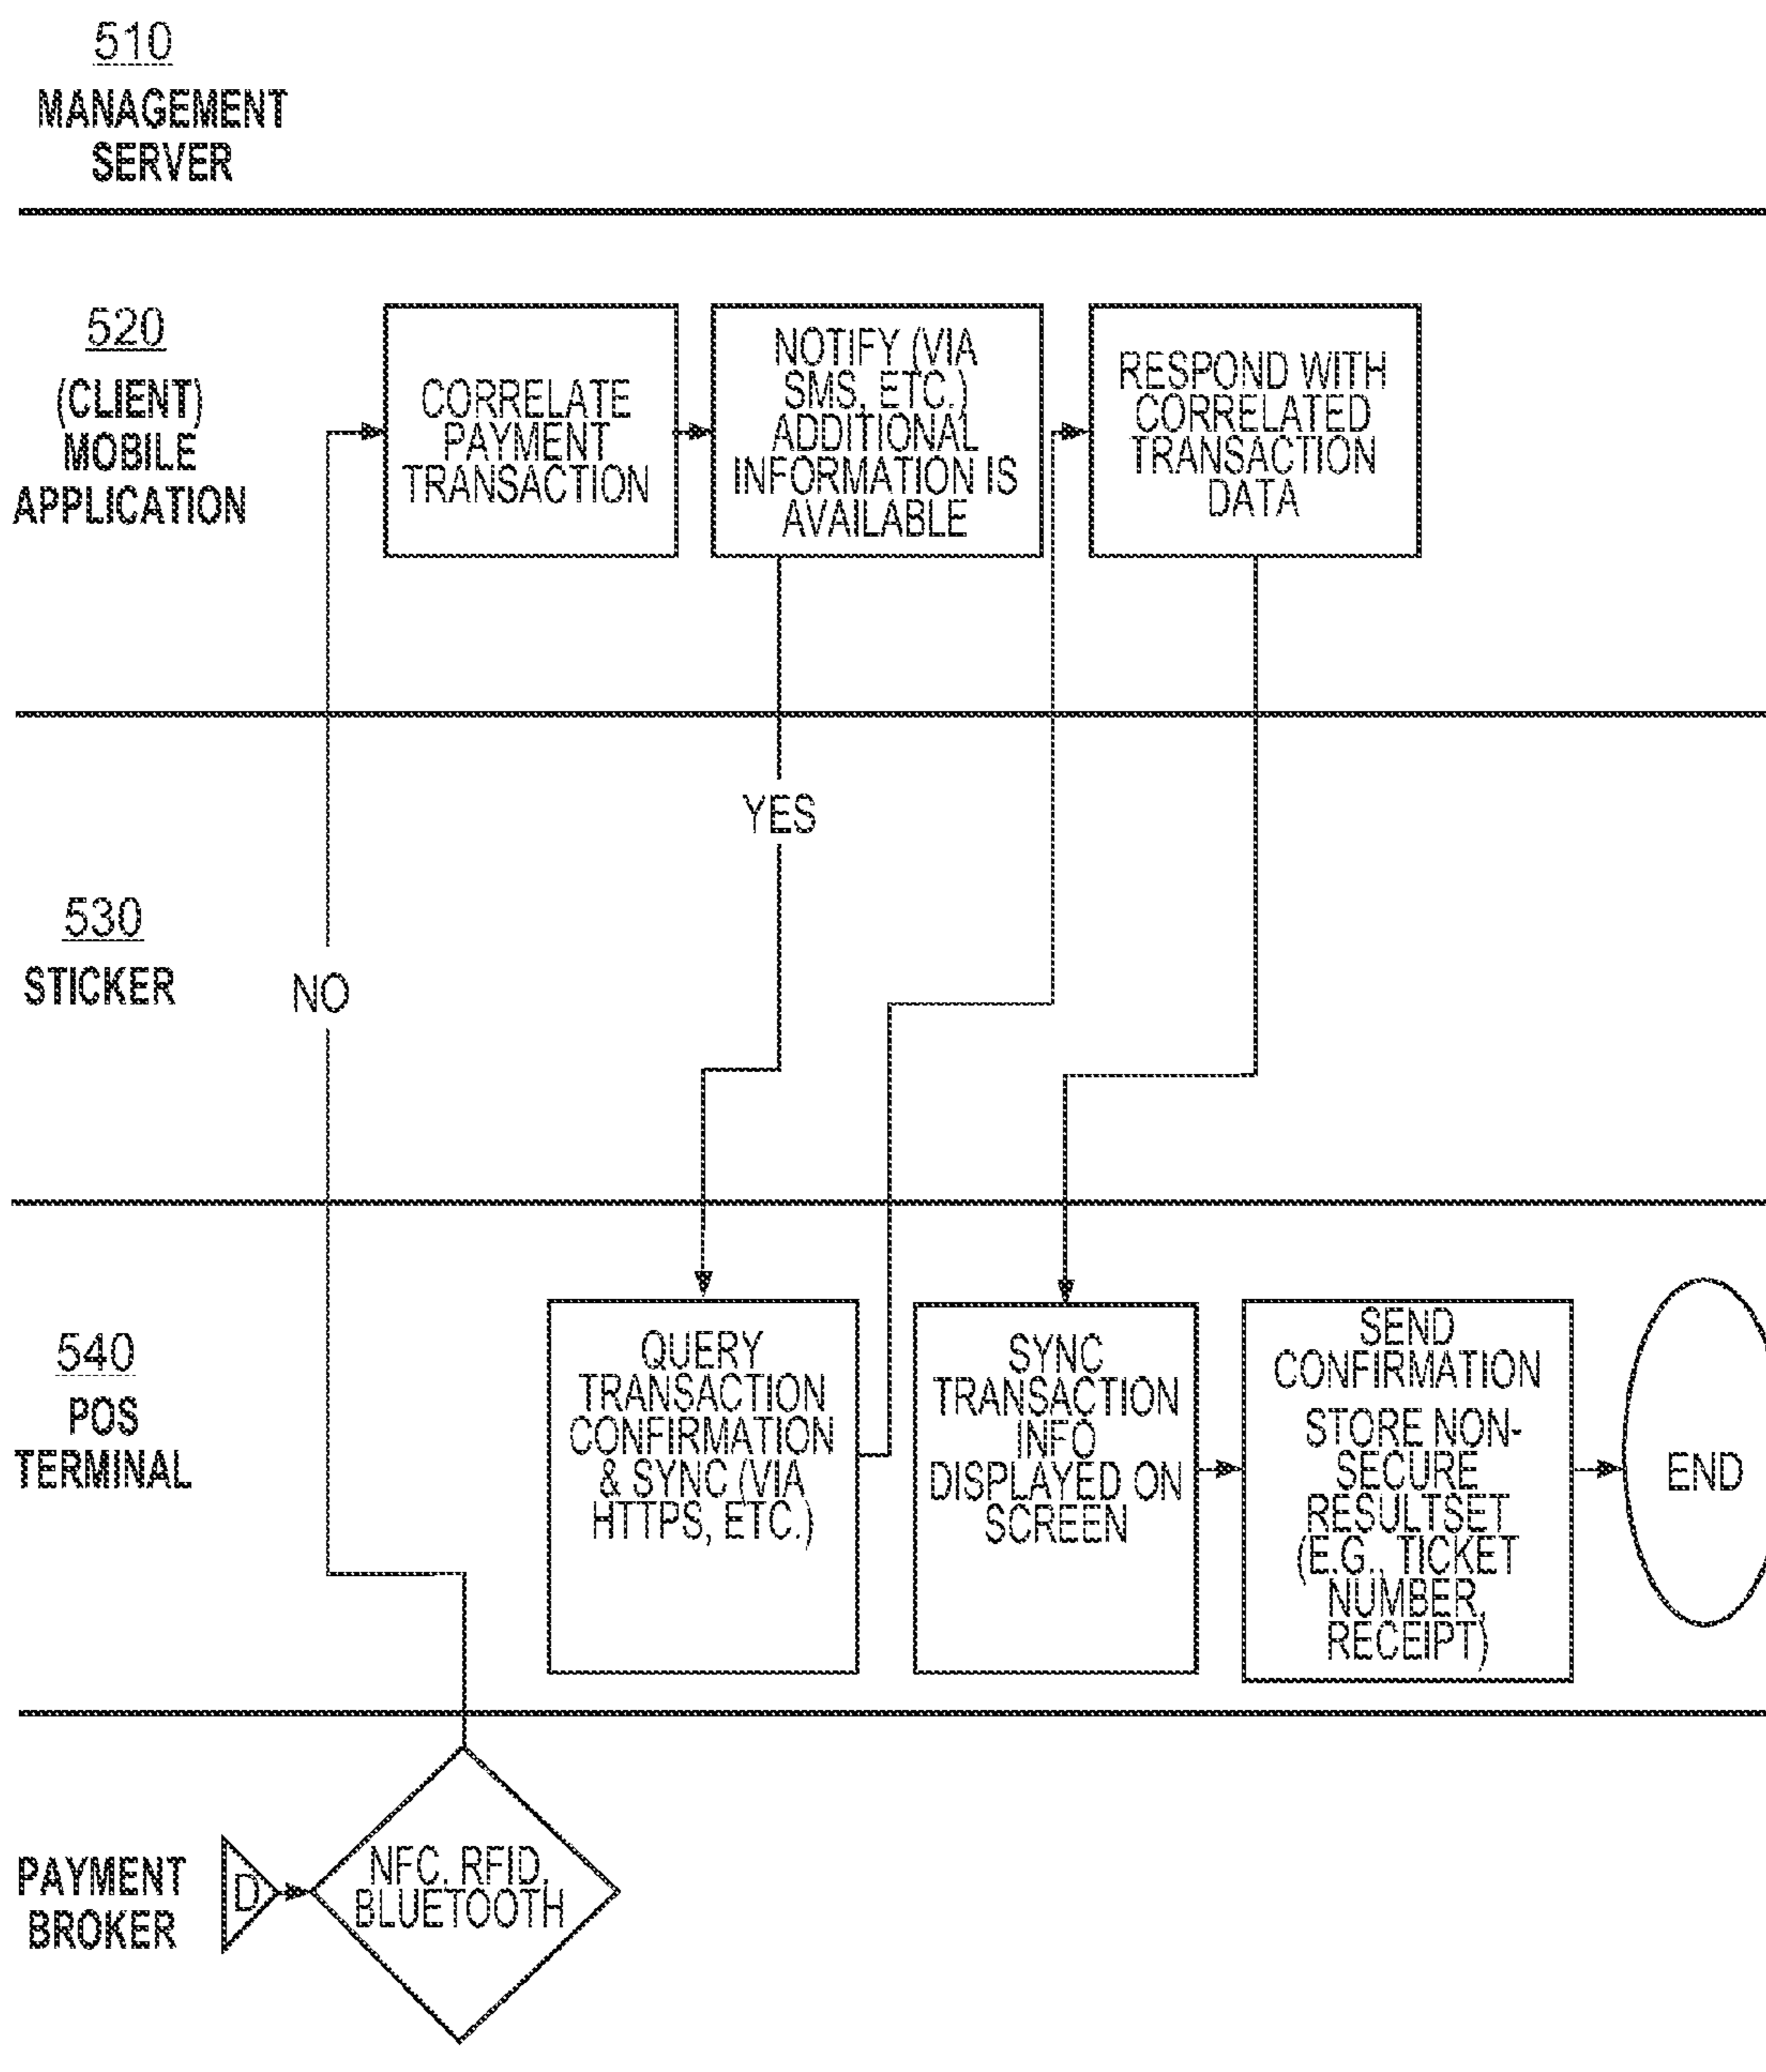 510
MANAGEMENT
SERVER
520
(CLIENT)
MOBILE
APPLICATION
CORRELATE
PAYMENT
TRANSACTION
NOTIFY (VIA
SMS, ETC.)
ADDITIONAL
INFORMATION IS
AVAILABLE
RESPOND WITH
CORRELATED
TRANSACTION
DATA
YES
530
STICKER
NO
540
POS
TERMINAL
QUERY
TRANSACTION
CONFIRMATION
& SYNC (VIA
HTTPS, ETC.)
SYNC
TRANSACTION
INFO
DISPLAYED ON
SCREEN
SEND
CONFIRMATION
STORE NON-
SECURE
RESULTSET
(E.G., TICKET
NUMBER,
RECEIPT)
END
PAYMENT
BROKER
D
NFC, RFID,
BLUETOOTH